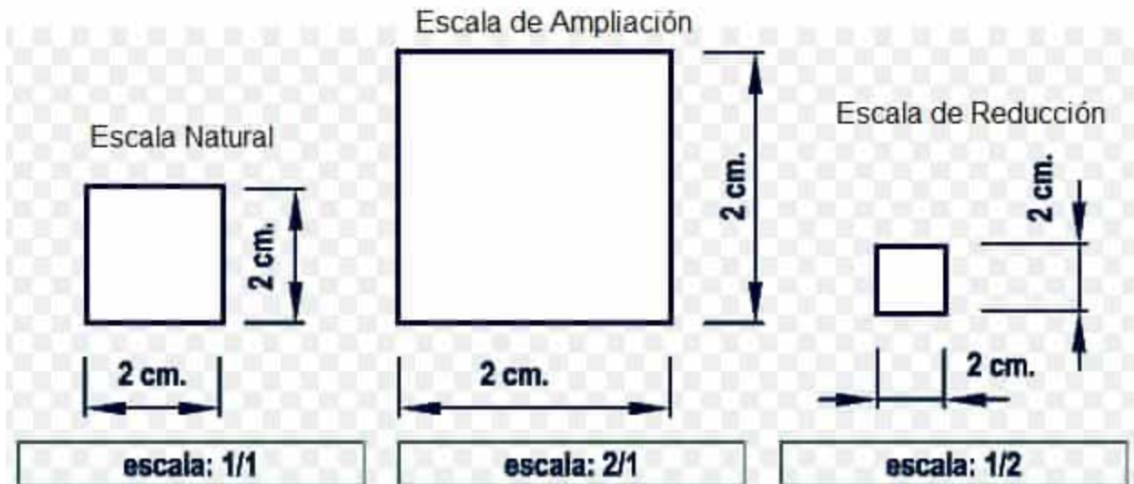 Escala de Ampliación
Escala Natural
Escala de Reducción
2 cm.
2 cm.
2 cm.
2 cm.
2 cm.
2 cm.
escala: 1/1
escala: 2/1
escala: 1/2